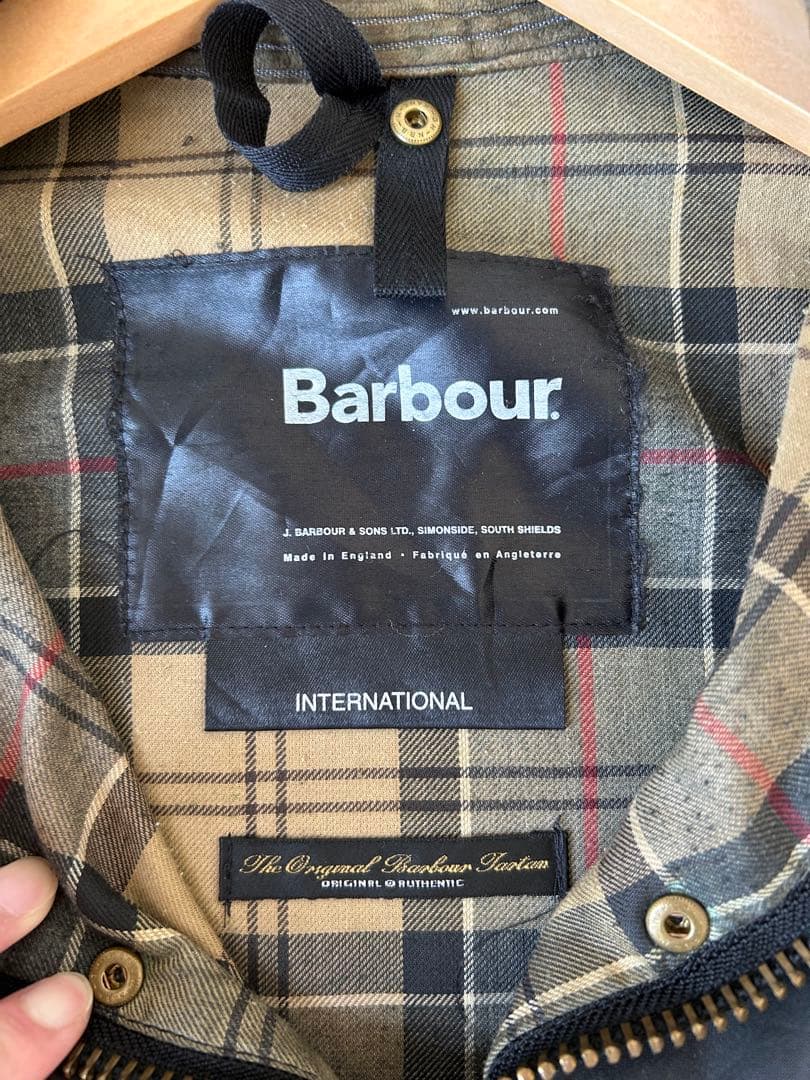 www.barbour.com
Barbour.
J. BARBOUR & SONS LTD., SIMONSIDE, SOUTH SHIELDS
Made in England · Fabriqué en Angleterre
INTERNATIONAL
The Original Barbour Tartan
ORIGINAL @ AUTHENTIC